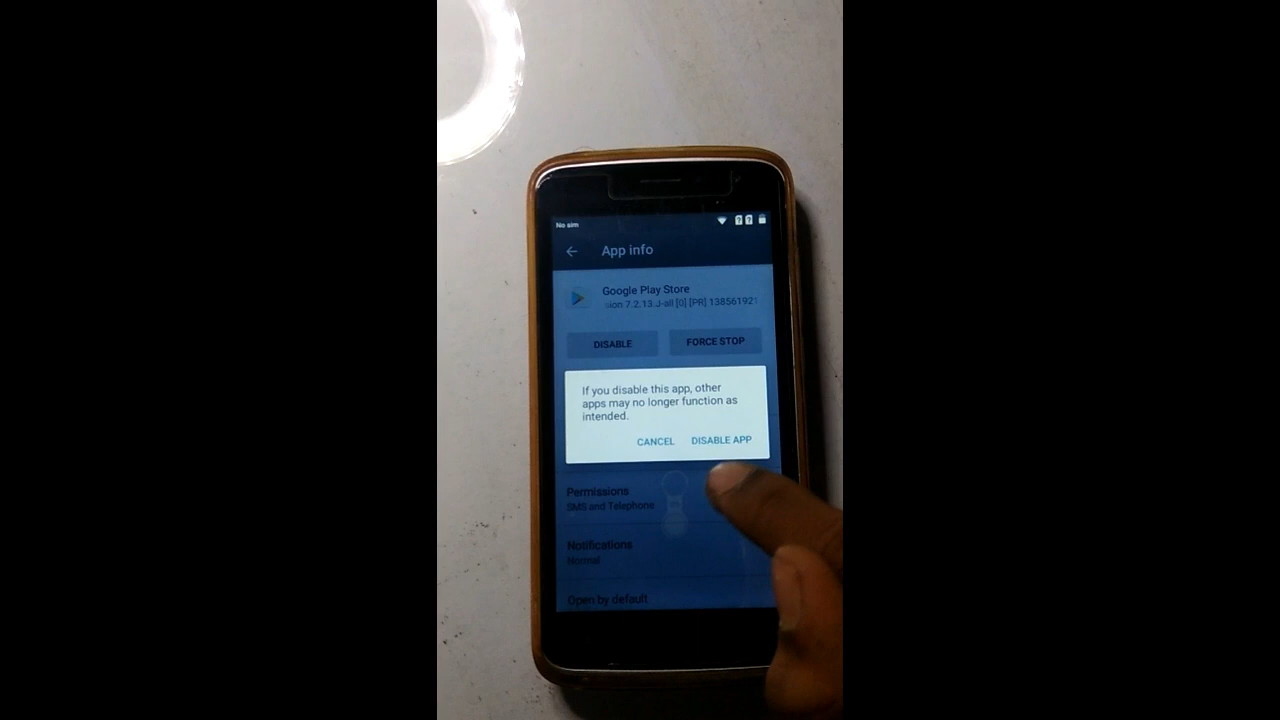 No sim
App info
Google Play Store
sion 7.2.13.J-all [0] [PR] 13856192
DISABLE
FORCE STOP
If you disable this app, other
apps may no longer function as
intended.
CANCEL
DISABLE APP
Permissions
SMS and Telephone
Notifications
Normal
Open by default